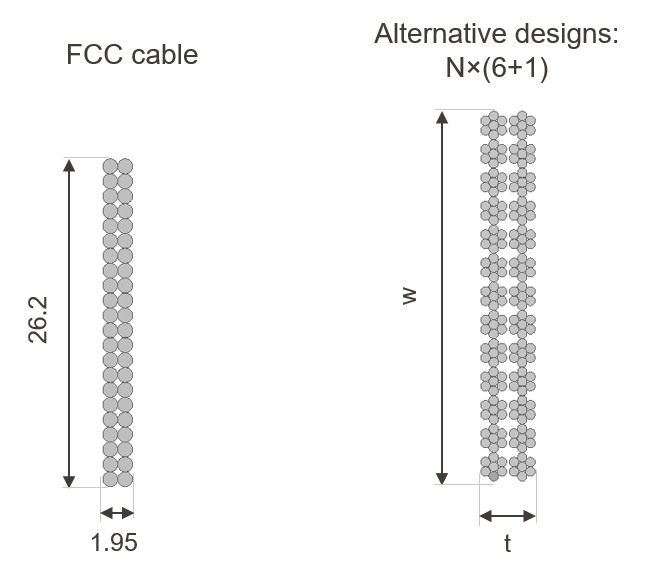 FCC cable
Alternative designs:
N×(6+1)
26.2
1.95
w
t